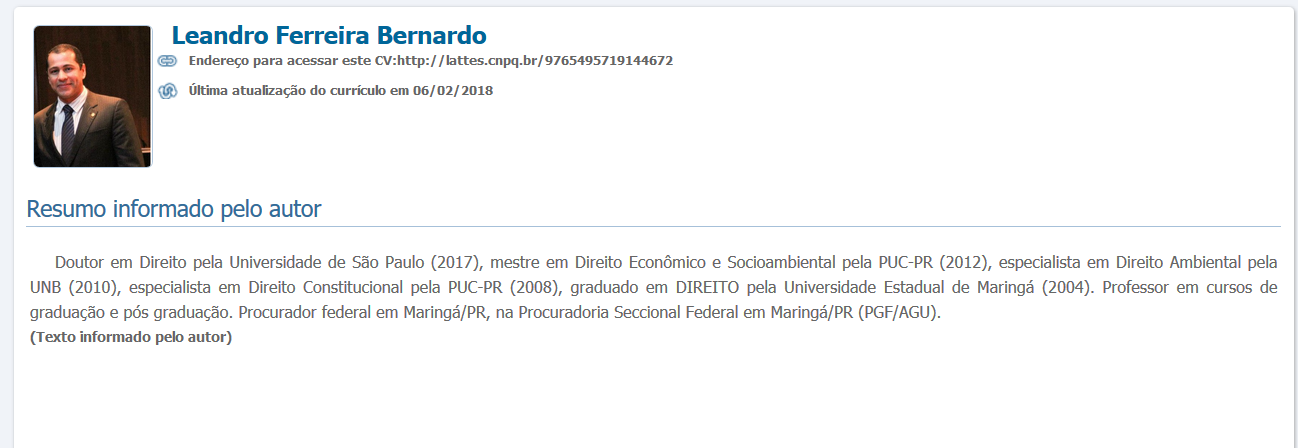 Leandro Ferreira Bernardo
Endereço para acessar este CV:http://lattes.cnpq.br/9765495719144672
Última atualização do currículo em 06/02/2018
Resumo informado pelo autor
Doutor em Direito pela Universidade de São Paulo (2017), mestre em Direito Econômico e Socioambiental pela PUC-PR (2012), especialista em Direito Ambiental pela
UNB (2010), especialista em Direito Constitucional pela PUC-PR (2008), graduado em DIREITO pela Universidade Estadual de Maringá (2004). Professor em cursos de
graduação e pós graduação. Procurador federal em Maringá/PR, na Procuradoria Seccional Federal em Maringá/PR (PGF/AGU).
(Texto informado pelo autor)